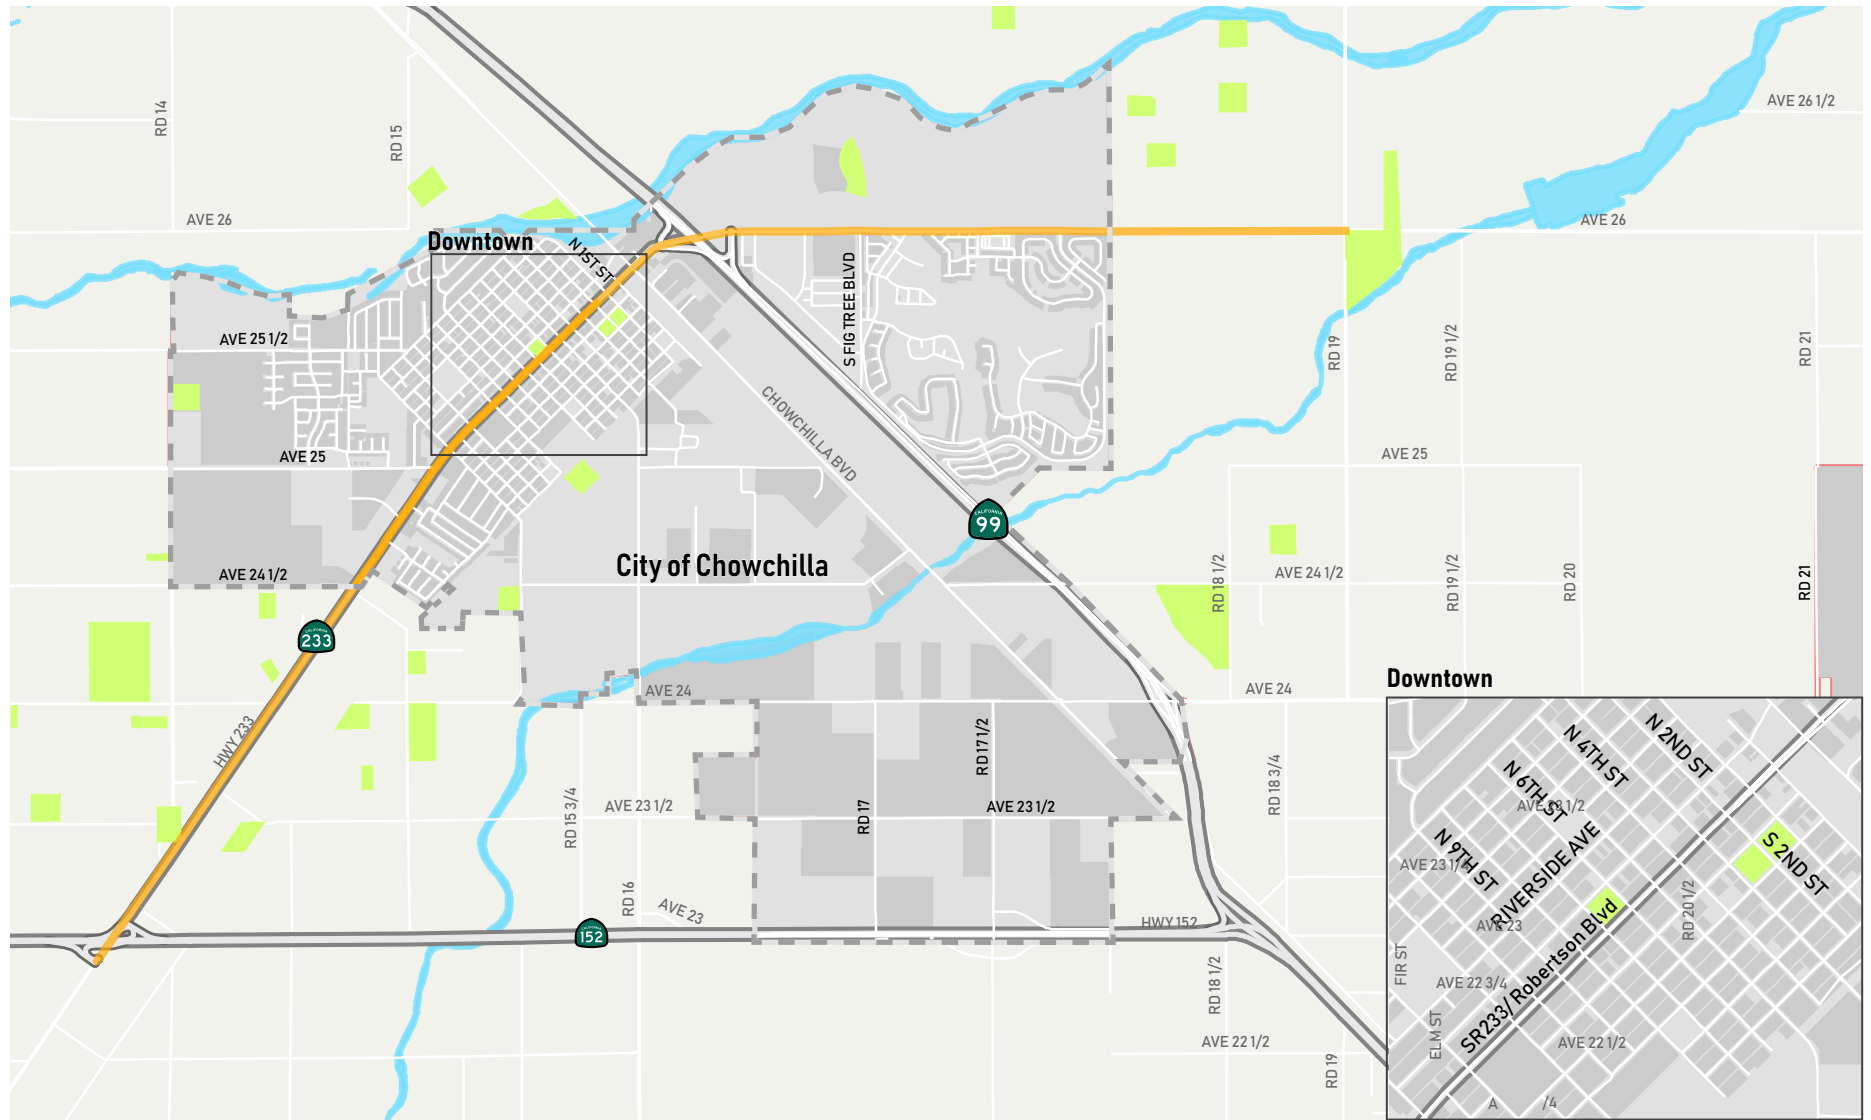 RD 14
RD 15
AVE 26 1/2
AVE 26
AVE 26
Downtown
N 1ST ST
S FIG TREE BLVD
AVE 25 1/2
RD 19
RD 19 1/2
RD 21
CHOWCHILLA BVD
AVE 25
AVE 25
CALIFORNIA
99
City of Chowchilla
AVE 24 1/2
RD 18 1/2
AVE 24 1/2
RD 19 1/2
RD 20
RD 21
CALIFORNIA
233
HWY 233
AVE 24
AVE 24
RD 17 1/2
RD 15 3/4
AVE 23 1/2
RD 17
AVE 23 1/2
RD 18 3/4
RD 16
AVE 23
CALIFORNIA
152
HWY 152
RD 18 1/2
AVE 22 1/2
RD 19
Downtown
N 2ND ST
N 4TH ST
N 6TH ST
AVE 23 1/2
RIVERSIDE AVE
N 9TH ST
AVE 23 1/4
S 2ND ST
AVE 23
RD 20 1/2
SR233/ Robertson Blvd
FIR ST
AVE 22 3/4
ELM ST
AVE 22 1/2
A /4